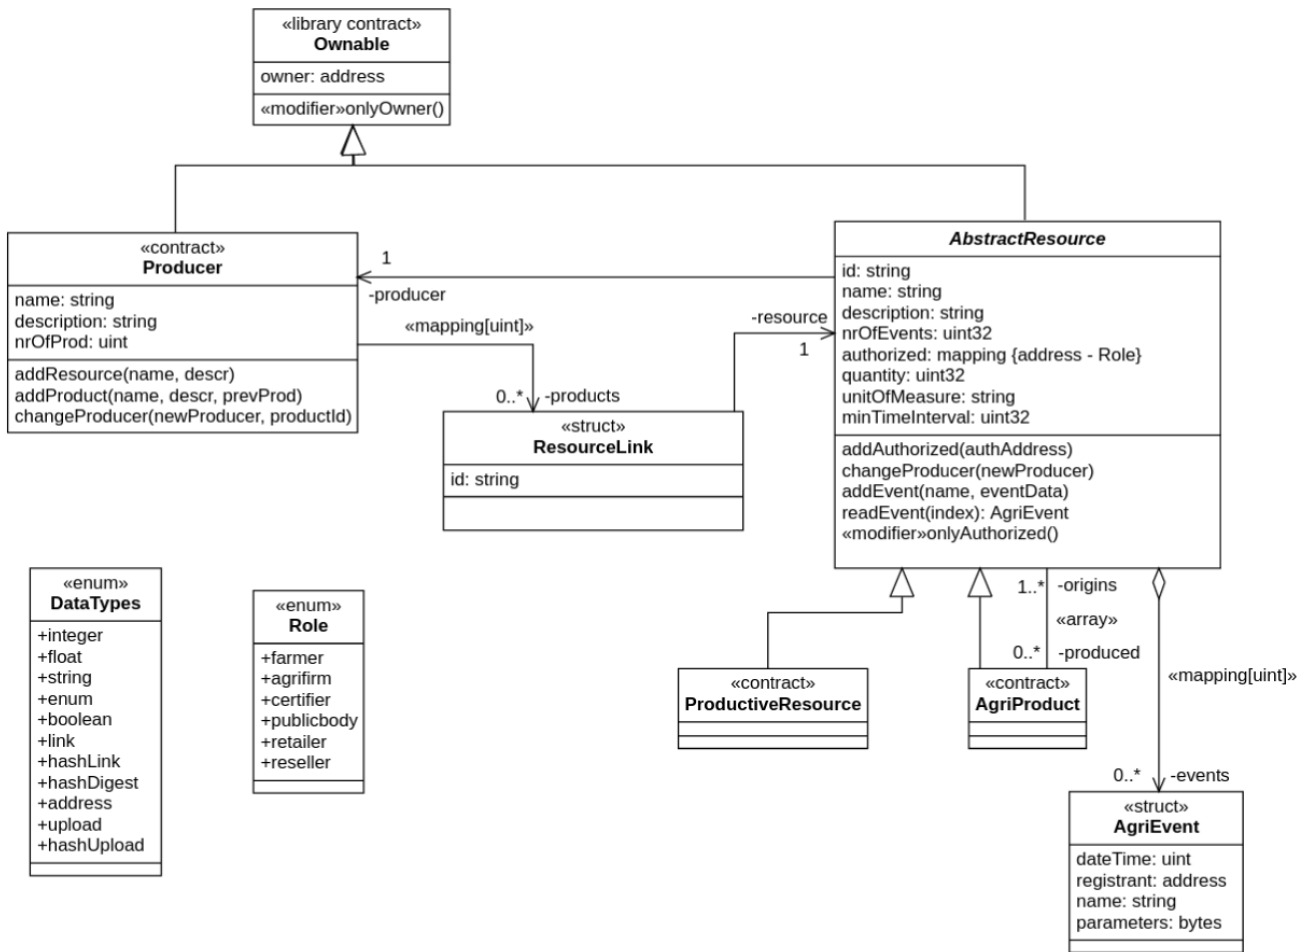 «library contract»
Ownable
owner: address
«modifier»onlyOwner()
«contract»
Producer
name: string
description: string
nrOfProd: uint
addResource(name, descr)
addProduct(name, descr, prevProd)
changeProducer(newProducer, productId)
1
-producer
«mapping[uint]»
0..*
-products
-resource
1
«struct»
ResourceLink
id: string
AbstractResource
id: string
name: string
description: string
nrOfEvents: uint32
authorized: mapping {address - Role}
quantity: uint32
unitOfMeasure: string
minTimeInterval: uint32
addAuthorized(authAddress)
changeProducer(newProducer)
addEvent(name, eventData)
readEvent(index): AgriEvent
«modifier»onlyAuthorized()
«enum»
DataTypes
+integer
+float
+string
+enum
+boolean
+link
+hashLink
+hashDigest
+address
+upload
+hashUpload
«enum»
Role
+farmer
+agrifirm
+certifier
+publicbody
+retailer
+reseller
1..*
-origins
«array»
0..*
-produced
«mapping[uint]»
«contract»
ProductiveResource
«contract»
AgriProduct
0..*
-events
«struct»
AgriEvent
dateTime: uint
registrant: address
name: string
parameters: bytes